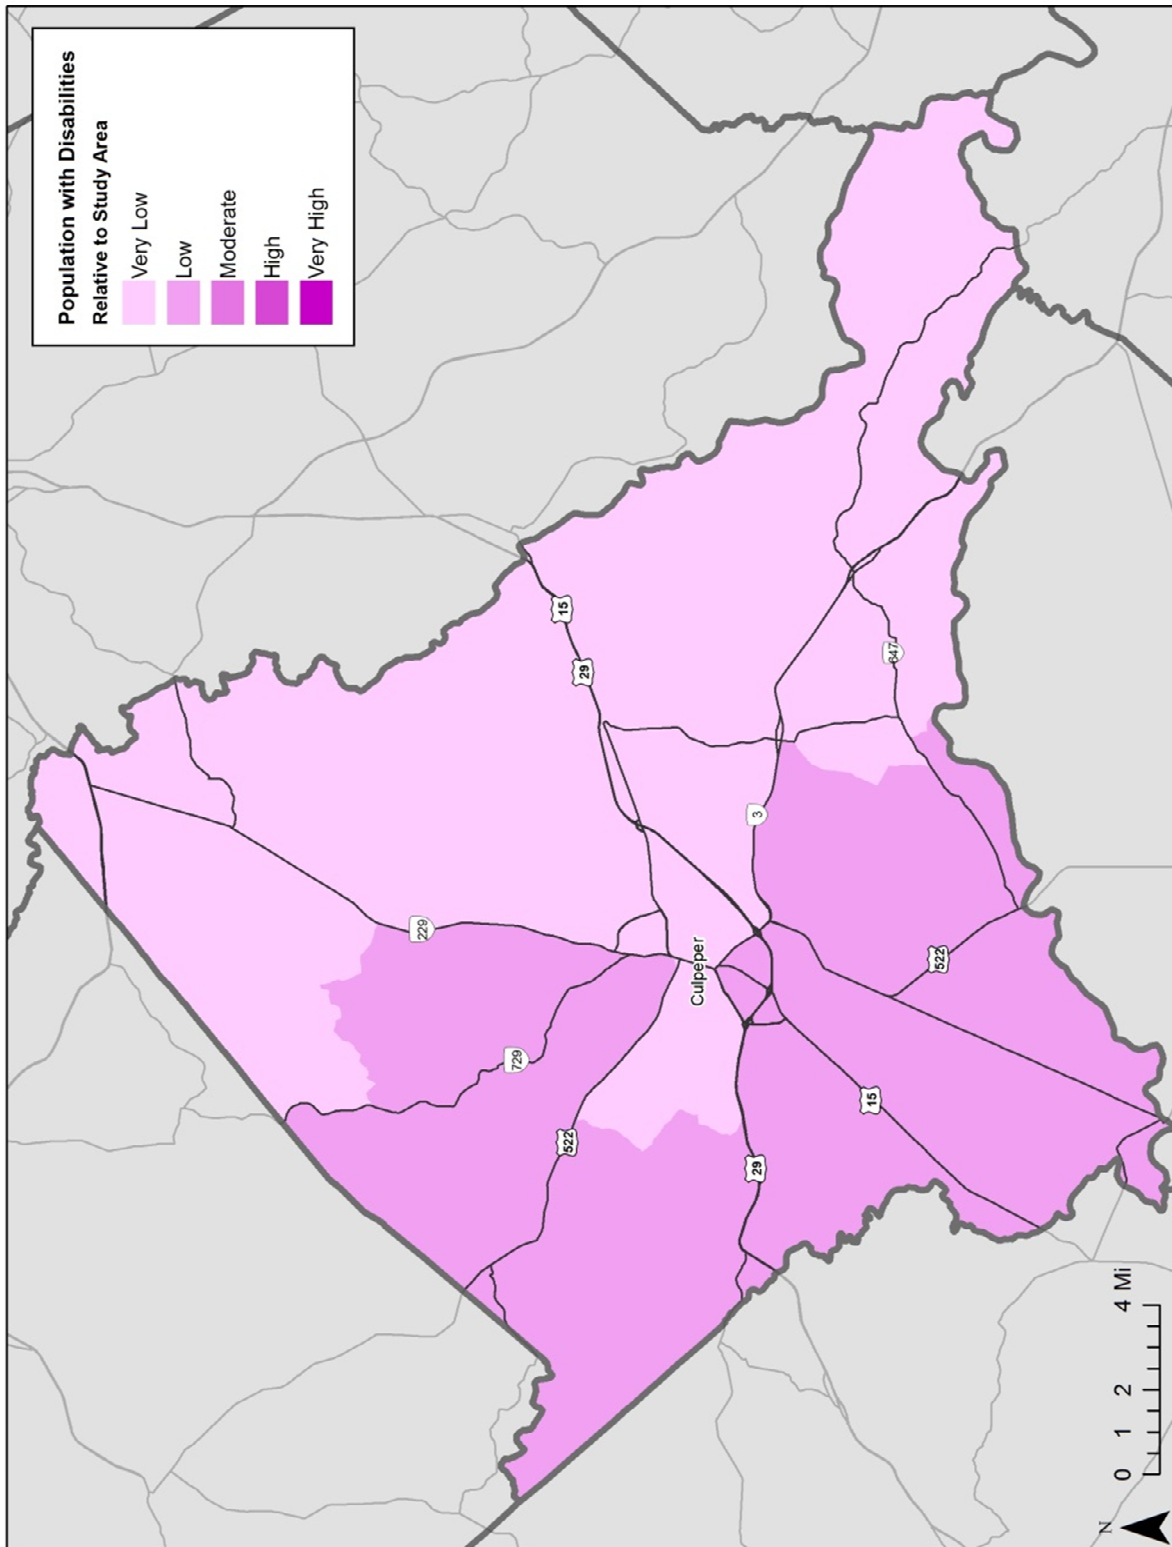 Population with Disabilities
Relative to Study Area
Very Low
Low
Moderate
High
Very High
229
729
522
Culpeper
29
15
15
29
3
647
522
15
N
0 1 2 4 Mi